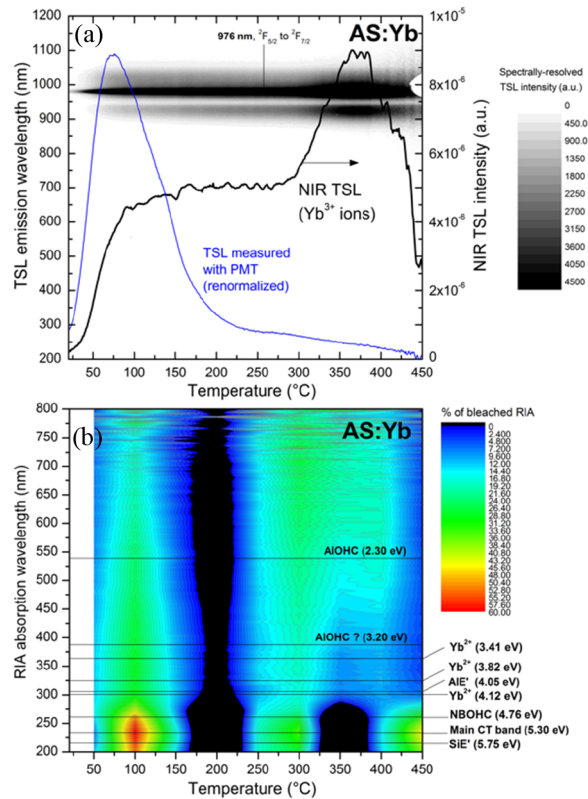 (a)
AS:Yb
976 nm, ²F5/2 to ²F7/2
1200
1100
1000
900
800
700
600
500
400
300
200
TSL emission wavelength (nm)
1x10⁻⁵
8x10⁻⁶
6x10⁻⁶
4x10⁻⁶
2x10⁻⁶
0
NIR TSL intensity (a.u.)
NIR TSL
(Yb³⁺ ions)
TSL measured
with PMT
(renormalized)
50 100 150 200 250 300 350 400 450
Temperature (°C)
Spectrally-resolved
TSL intensity (a.u.)
0
450.0
900.0
1350
1800
2250
2700
3150
3600
4050
4500
(b)
AS:Yb
800
750
700
650
600
550
500
450
400
350
300
250
200
RIA absorption wavelength (nm)
AlOHC (2.30 eV)
AlOHC ? (3.20 eV)
Yb²⁺ (3.41 eV)
Yb²⁺ (3.82 eV)
AlE' (4.05 eV)
Yb²⁺ (4.12 eV)
NBOHC (4.76 eV)
Main CT band (5.30 eV)
SiE' (5.75 eV)
50 100 150 200 250 300 350 400 450
Temperature (°C)
% of bleached RIA
0
2.400
4.800
7.200
9.600
12.00
14.40
16.80
19.20
21.60
24.00
26.40
28.80
31.20
33.60
36.00
38.40
40.80
43.20
45.60
48.00
50.40
52.80
55.20
57.60
60.00